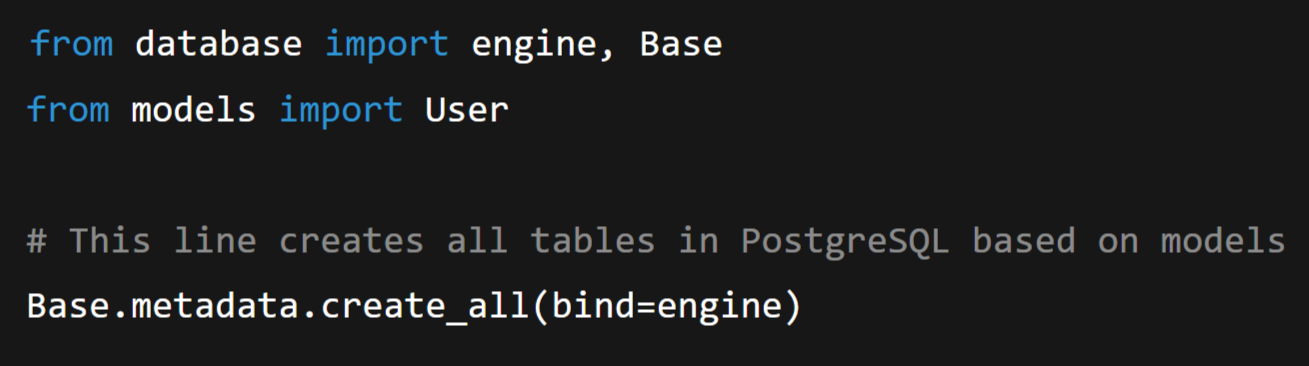 from database import engine, Base
from models import User
# This line creates all tables in PostgreSQL based on models
Base.metadata.create_all(bind=engine)